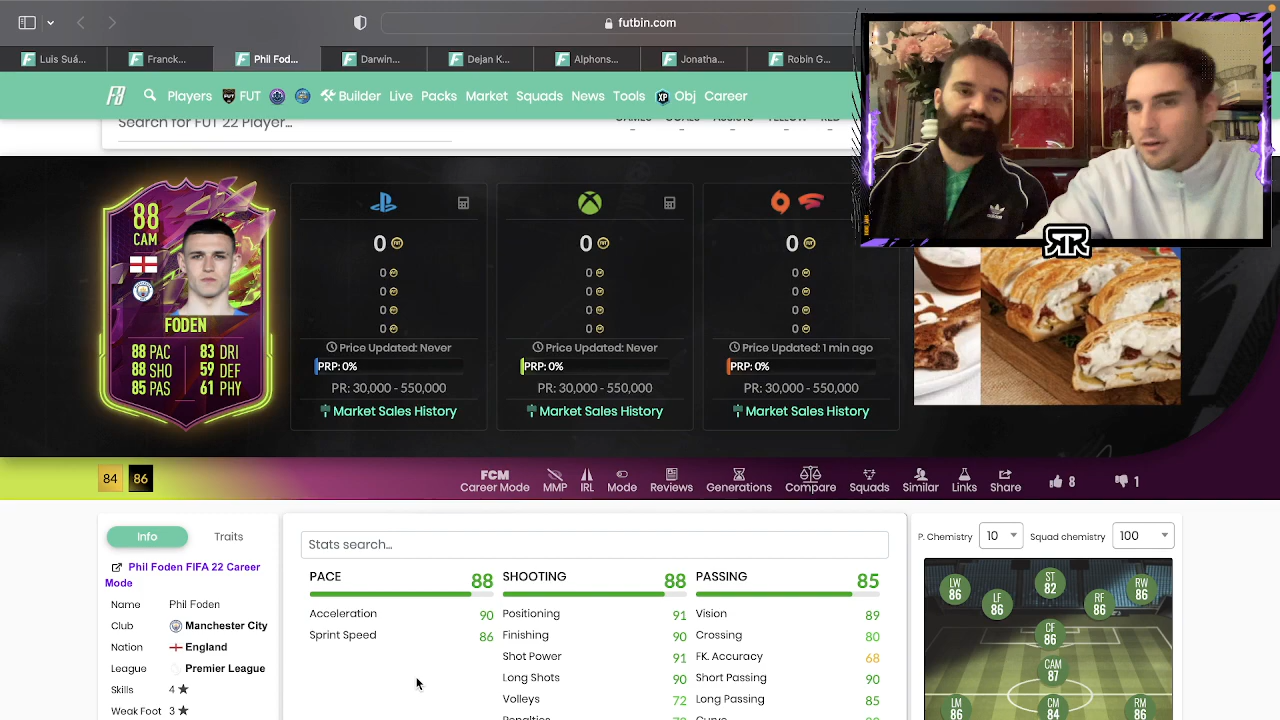 futbin.com
Luis Suá...
Franck...
Phil Fod...
Darwin...
Dejan K...
Alphons...
Jonatha...
Robin G...
Players FUT Builder Live Packs Market Squads News Tools XP Obj Career
Search for FUT 22 Player...
88
CAM
FODEN
88 PAC 83 DRI
88 SHO 59 DEF
85 PAS 61 PHY
0
0
0
0
0
Price Updated: Never
PRP: 0%
PR: 30,000 - 550,000
Market Sales History
0
0
0
0
0
Price Updated: Never
PRP: 0%
PR: 30,000 - 550,000
Market Sales History
0
0
0
0
0
Price Updated: 1 min ago
PRP: 0%
PR: 30,000 - 550,000
Market Sales History
adidas
RK
84 86
FCM
Career Mode MMP IRL Mode Reviews Generations Compare Squads Similar Links Share
8 1
Info Traits
Phil Foden FIFA 22 Career
Mode
Name Phil Foden
Club Manchester City
Nation England
League Premier League
Skills 4 ★
Weak Foot 3 ★
Stats search...
PACE 88
Acceleration 90
Sprint Speed 86
SHOOTING 88
Positioning 91
Finishing 90
Shot Power 91
Long Shots 90
Volleys 72
PASSING 85
Vision 89
Crossing 80
FK. Accuracy 68
Short Passing 90
Long Passing 85
P. Chemistry 10 Squad chemistry 100
LW
86
ST
82
RW
86
LF
86
RF
86
CF
86
CAM
87
LM
86
CM
84
RM
86